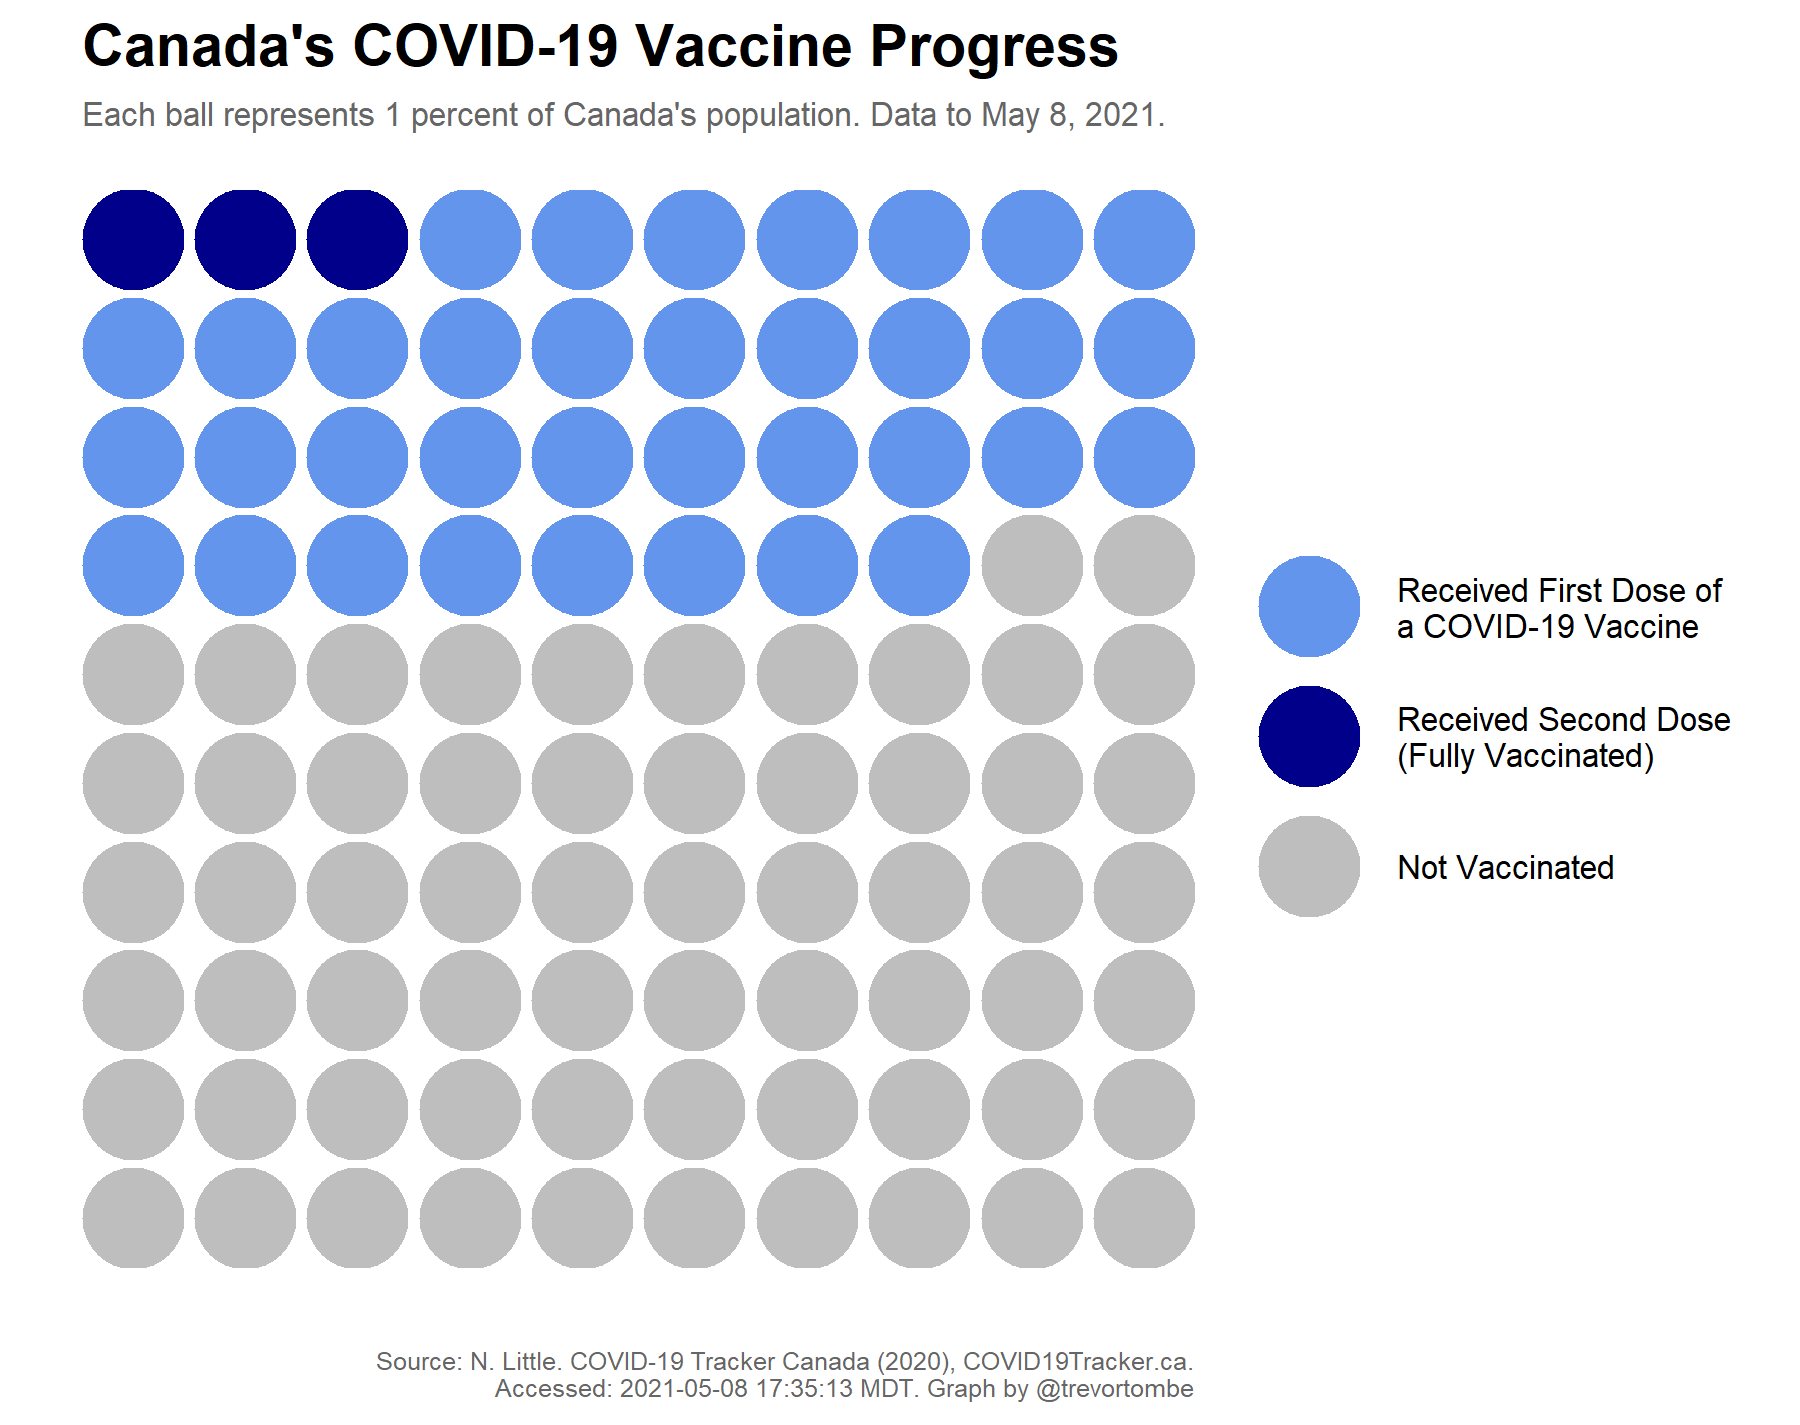 Canada's COVID-19 Vaccine Progress
Each ball represents 1 percent of Canada's population. Data to May 8, 2021.
Received First Dose of
a COVID-19 Vaccine
Received Second Dose
(Fully Vaccinated)
Not Vaccinated
Source: N. Little. COVID-19 Tracker Canada (2020), COVID19Tracker.ca.
Accessed: 2021-05-08 17:35:13 MDT. Graph by @trevortombe